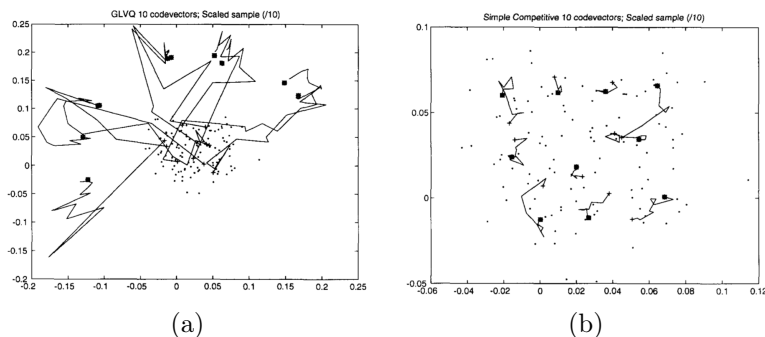 GLVQ 10 codevectors; Scaled sample (/10)
0.25
0.2
0.15
0.1
0.05
0
-0.05
-0.1
-0.15
-0.2
-0.2 -0.15 -0.1 -0.05 0 0.05 0.1 0.15 0.2 0.25
(a)
Simple Competitive 10 codevectors; Scaled sample (/10)
0.1
0.05
0
-0.05
-0.06 -0.04 -0.02 0 0.02 0.04 0.06 0.08 0.10 0.12
(b)